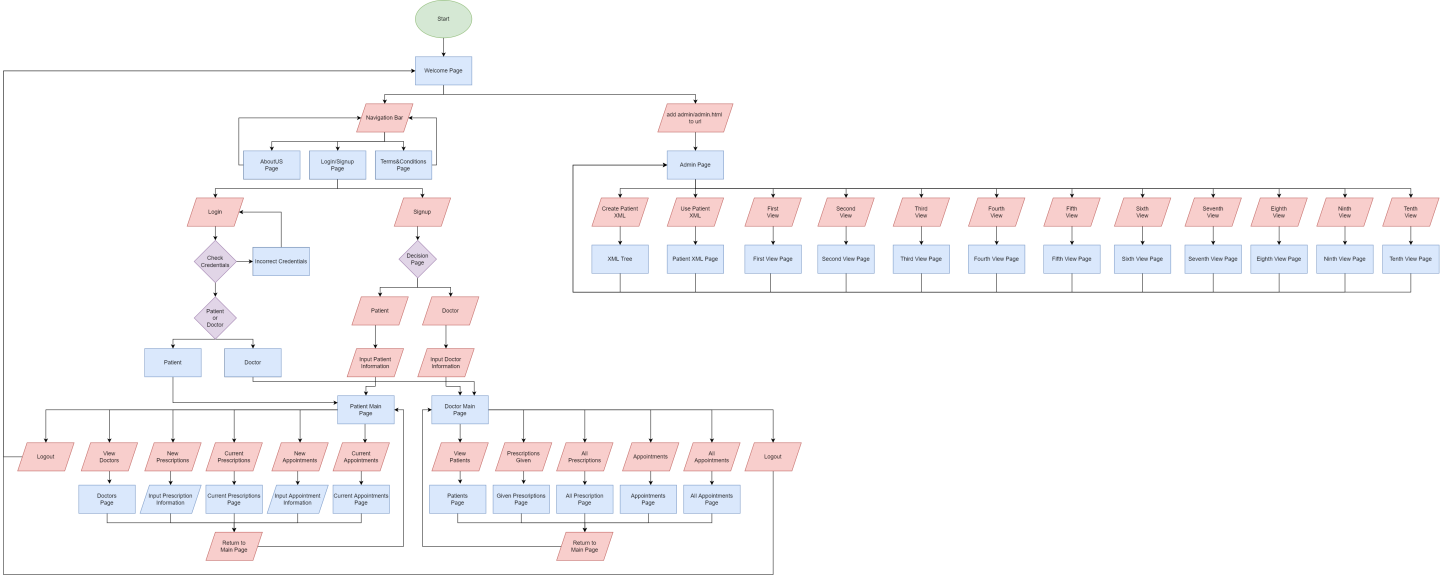 Start
Welcome Page
Navigation Bar
add admin/admin.html
to url
AboutUS
Page
Login/Signup
Page
Terms&Conditions
Page
Admin Page
Login
Signup
Create Patient
XML
Use Patient
XML
First
View
Second
View
Third
View
Fourth
View
Fifth
View
Sixth
View
Seventh
View
Eighth
View
Ninth
View
Tenth
View
Check
Credentials
Incorrect Credentials
Decision
Page
XML Tree
Patient XML Page
First View Page
Second View Page
Third View Page
Fourth View Page
Fifth View Page
Sixth View Page
Seventh View Page
Eighth View Page
Ninth View Page
Tenth View Page
Patient
or
Doctor
Patient
Doctor
Patient
Doctor
Input Patient
Information
Input Doctor
Information
Patient Main
Page
Doctor Main
Page
Logout
View
Doctors
New
Prescriptions
Current
Prescriptions
New
Appointments
Current
Appointments
View
Patients
Prescriptions
Given
All
Prescriptions
Appointments
All
Appointments
Logout
Doctors
Page
Input Prescription
Information
Current Prescriptions
Page
Input Appointment
Information
Current Appointments
Page
Patients
Page
Given Prescritptions
Page
All Prescription
Page
Appointments
Page
All Appointments
Page
Return to
Main Page
Return to
Main Page